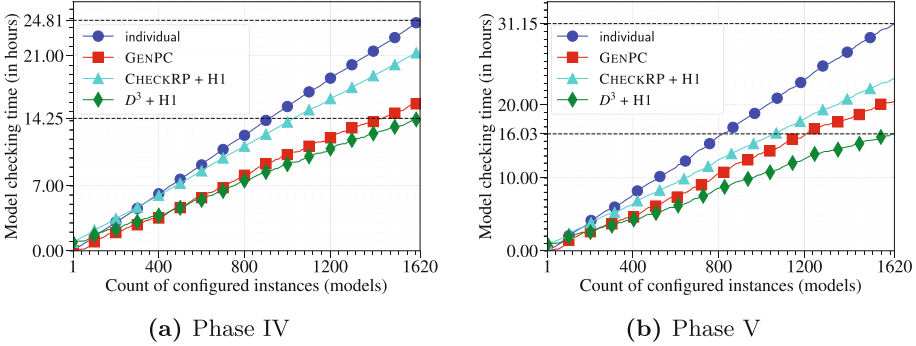 Model checking time (in hours)
24.81
21.00
14.25
7.00
0.00
individual
GENPC
CHECKRP + H1
D³ + H1
1 400 800 1200 1620
Count of configured instances (models)
(a) Phase IV
Model checking time (in hours)
31.15
20.00
16.03
10.00
0.00
individual
GENPC
CHECKRP + H1
D³ + H1
1 400 800 1200 1620
Count of configured instances (models)
(b) Phase V